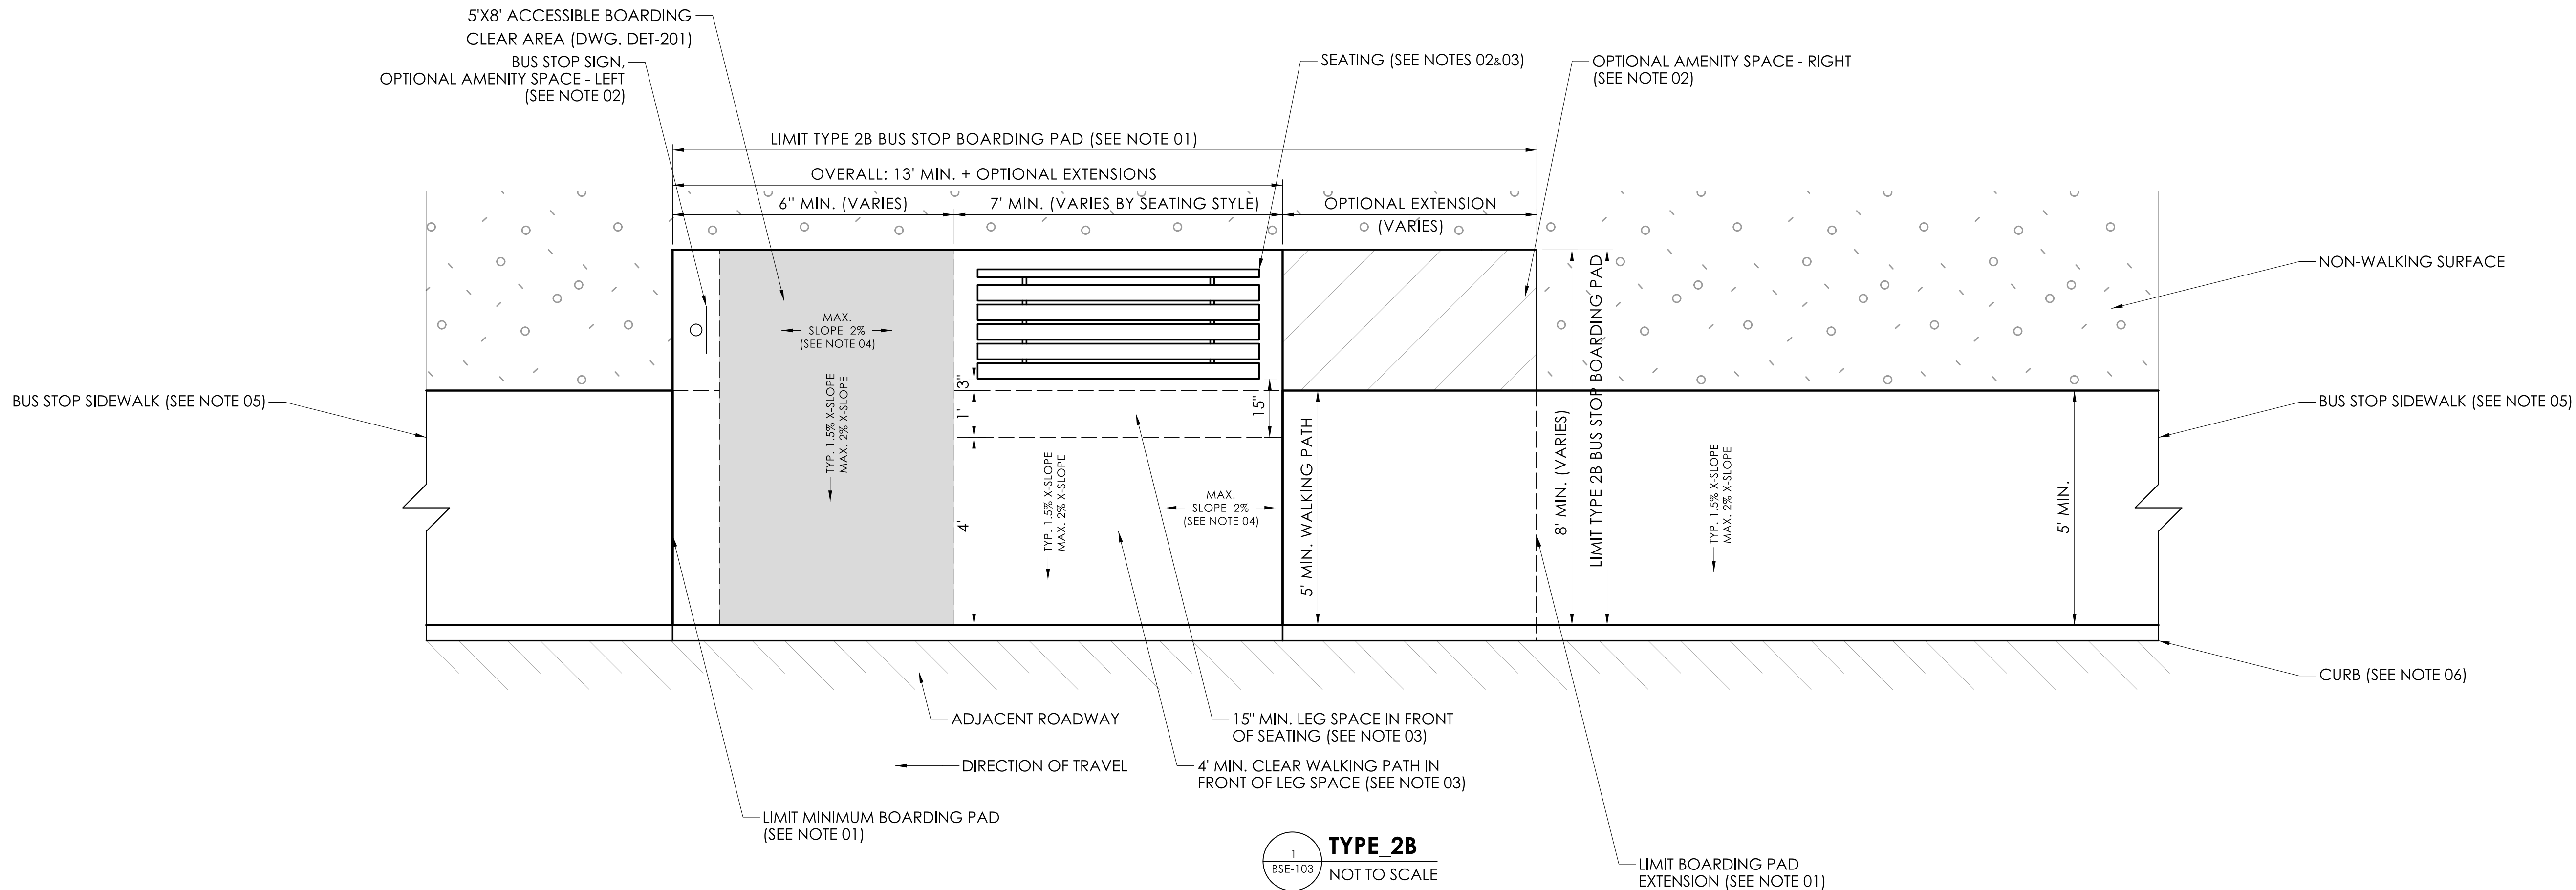 5'X8' ACCESSIBLE BOARDING
CLEAR AREA (DWG. DET-201)
BUS STOP SIGN,
OPTIONAL AMENITY SPACE - LEFT
(SEE NOTE 02)
SEATING (SEE NOTES 02&03)
OPTIONAL AMENITY SPACE - RIGHT
(SEE NOTE 02)
LIMIT TYPE 2B BUS STOP BOARDING PAD (SEE NOTE 01)
OVERALL: 13' MIN. + OPTIONAL EXTENSIONS
6" MIN. (VARIES)
7' MIN. (VARIES BY SEATING STYLE)
OPTIONAL EXTENSION
(VARIES)
NON-WALKING SURFACE
MAX.
SLOPE 2%
(SEE NOTE 04)
TYP. 1.5% X-SLOPE
MAX. 2% X-SLOPE
3"
1'
4'
15"
BUS STOP SIDEWALK (SEE NOTE 05)
TYP. 1.5% X-SLOPE
MAX. 2% X-SLOPE
MAX.
SLOPE 2%
(SEE NOTE 04)
5' MIN. WALKING PATH
8' MIN. (VARIES)
LIMIT TYPE 2B BUS STOP BOARDING PAD
TYP. 1.5% X-SLOPE
MAX. 2% X-SLOPE
5' MIN.
BUS STOP SIDEWALK (SEE NOTE 05)
CURB (SEE NOTE 06)
ADJACENT ROADWAY
DIRECTION OF TRAVEL
15" MIN. LEG SPACE IN FRONT
OF SEATING (SEE NOTE 03)
4' MIN. CLEAR WALKING PATH IN
FRONT OF LEG SPACE (SEE NOTE 03)
LIMIT MINIMUM BOARDING PAD
(SEE NOTE 01)
1
BSE-103
TYPE_2B
NOT TO SCALE
LIMIT BOARDING PAD
EXTENSION (SEE NOTE 01)